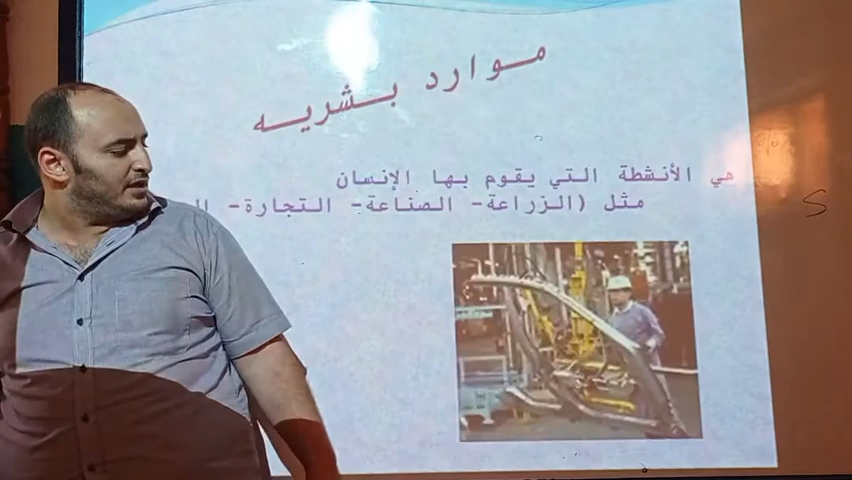 موارد بشريه
هي الأنشطة التي يقوم بها الإنسان
مثل (الزراعة- الصناعة- التجارة-